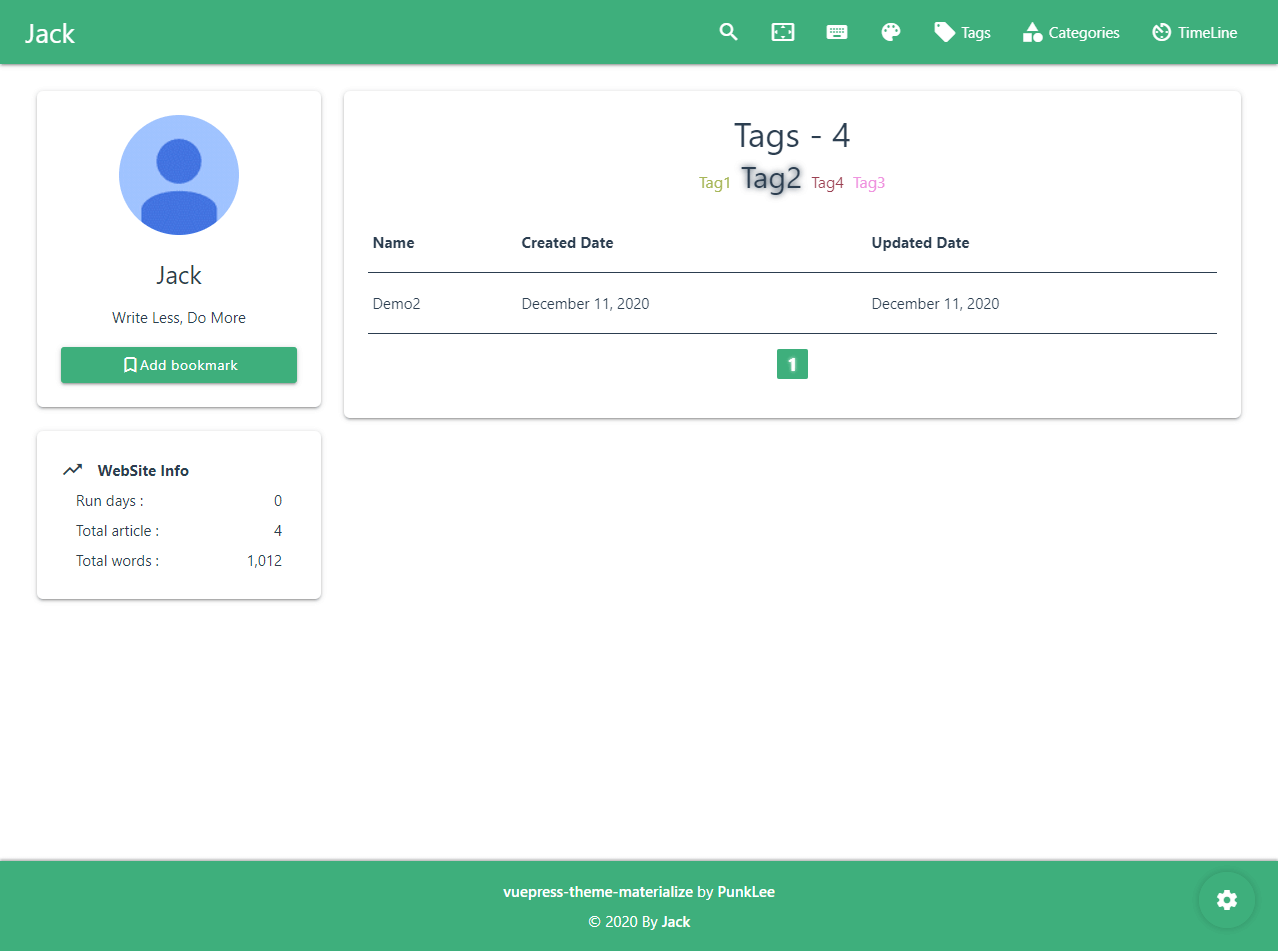 Jack
Tags Categories TimeLine
Jack
Write Less, Do More
Add bookmark
WebSite Info
Run days : 0
Total article : 4
Total words : 1,012
Tags - 4
Tag1 Tag2 Tag4 Tag3
Name Created Date Updated Date
Demo2 December 11, 2020 December 11, 2020
1
vuepress-theme-materialize by PunkLee
© 2020 By Jack